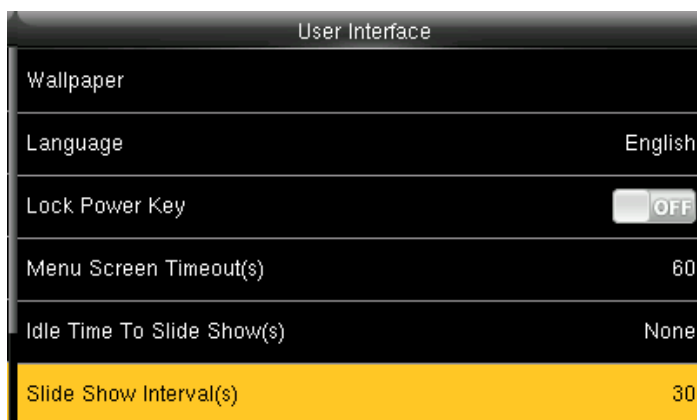 User Interface
Wallpaper
Language English
Lock Power Key OFF
Menu Screen Timeout(s) 60
Idle Time To Slide Show(s) None
Slide Show Interval(s) 30